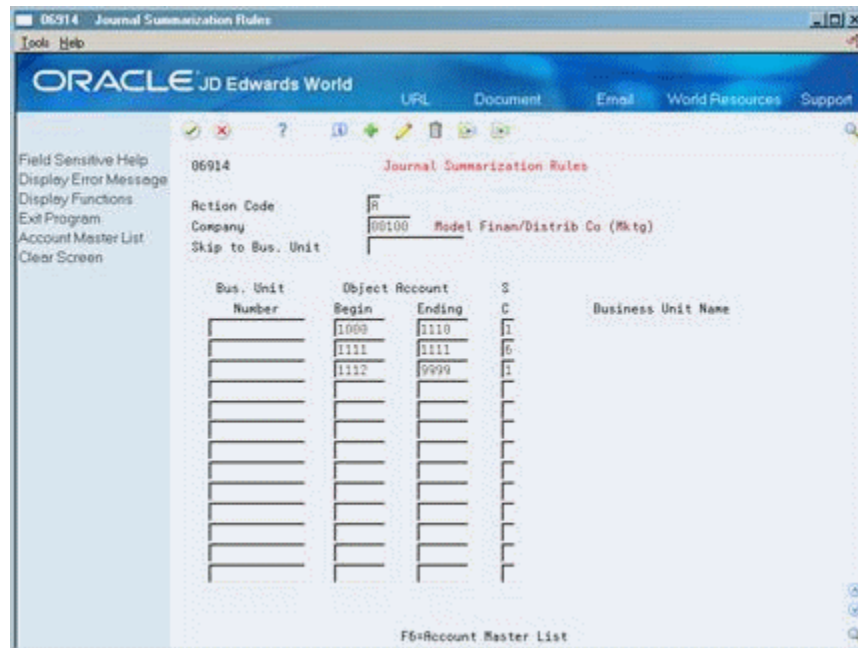 06914 Journal Summarization Rules
Tools Help
ORACLE JD Edwards World
URL Document Email World Resources Support
Field Sensitive Help
Display Error Message
Display Functions
Exit Program
Account Master List
Clear Screen
06914 Journal Summarization Rules
Action Code
Company 00100 Model Finan/Distrib Co (Mktg)
Skip to Bus. Unit
Bus. Unit Object Account S
Number Begin Ending C Business Unit Name
1000 1110 1
1111 1111 6
1112 9999 1
F6=Account Master List